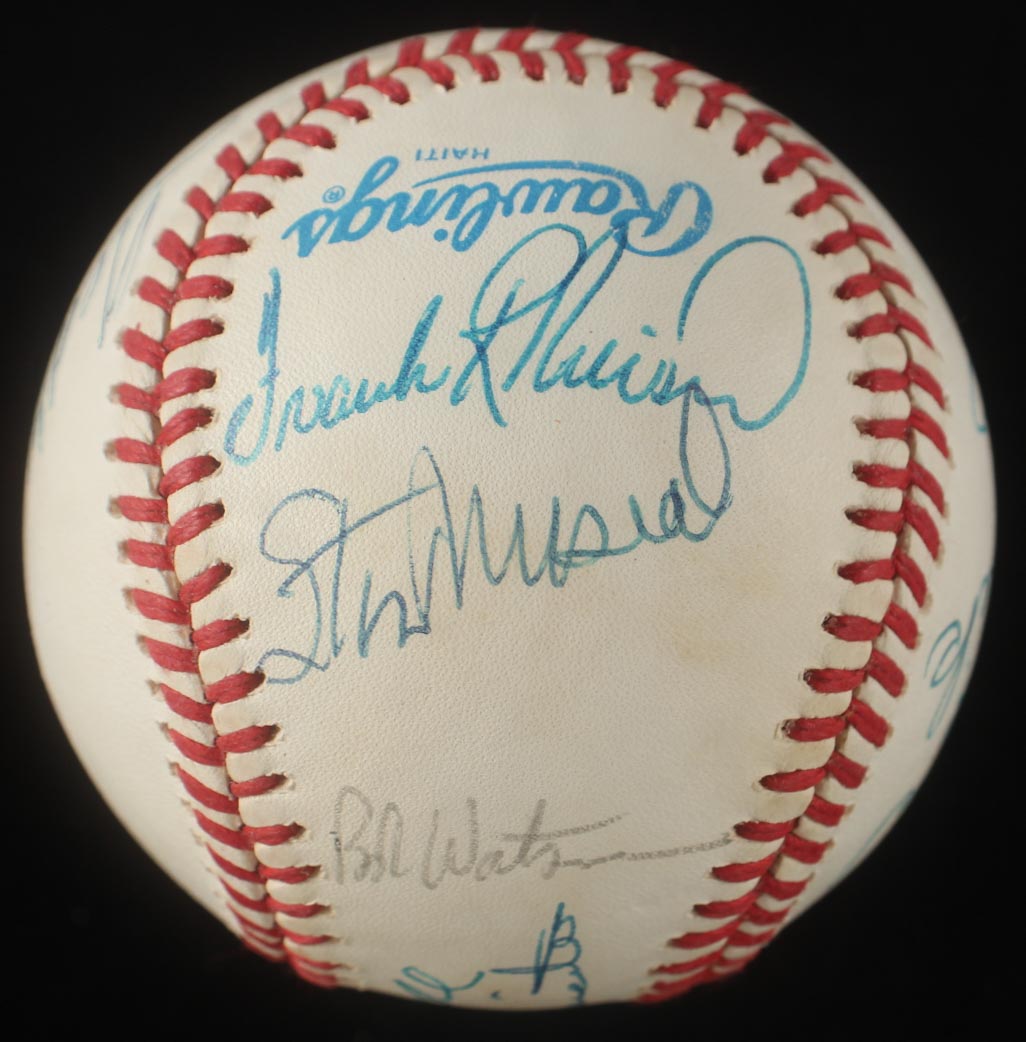 HAITI
Rawlings®
Frank Robinson
Stan Musial
Bob Watson